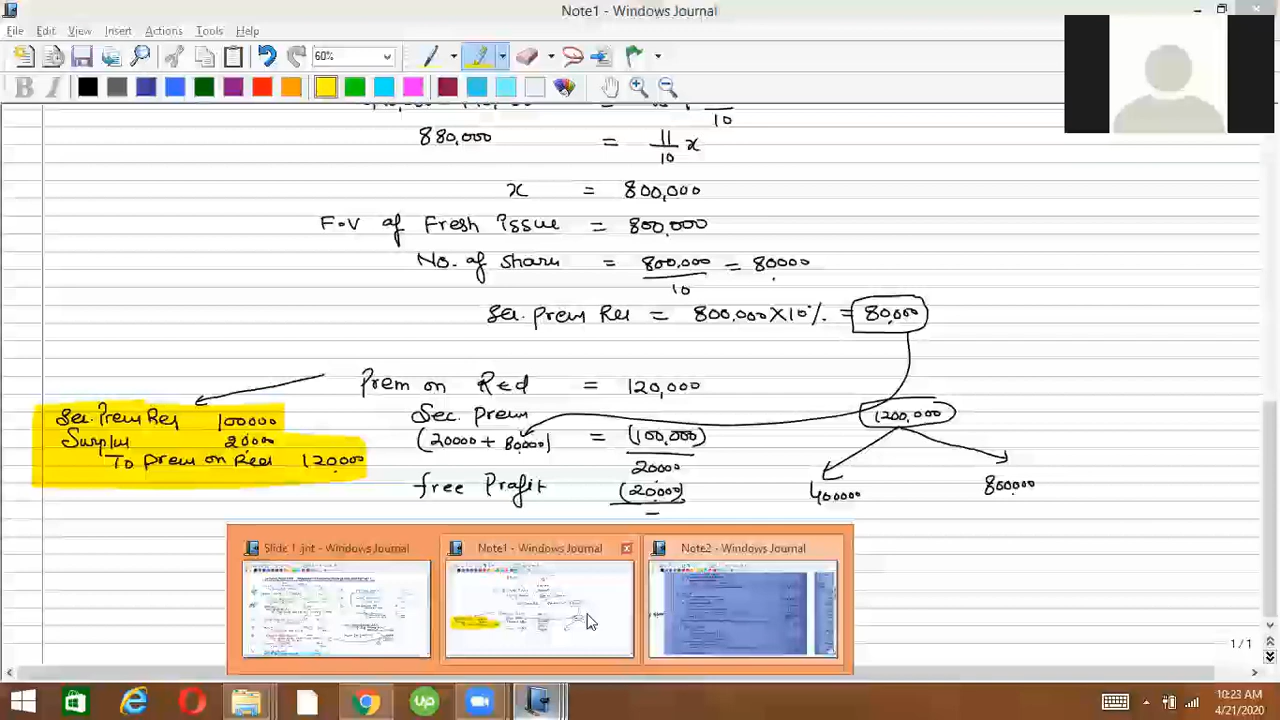 Note1 - Windows Journal
File Edit View Insert Actions Tools Help
60%
B I
10
880,000 = 11/10 x
x = 800,000
F.V of Fresh Issue = 800,000
No. of share = 800,000/10 = 80000
Sec. prem Res = 800,000X10% = 80,000
Prem on Red = 120,000
Sec. Prem Res 100000
Sec. prem
1200,000
Surplus 20000
(20000 + 80000) = (100,000)
To prem on Red 120000
20000
free Profit (20000)
400000
800000
Slide 1.jnt - Windows Journal
Note1 - Windows Journal
Note2 - Windows Journal
1 / 1
up
10:23 AM
4/21/2020